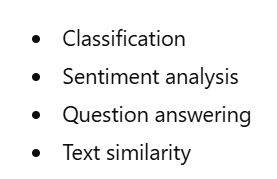 • Classification
• Sentiment analysis
• Question answering
• Text similarity